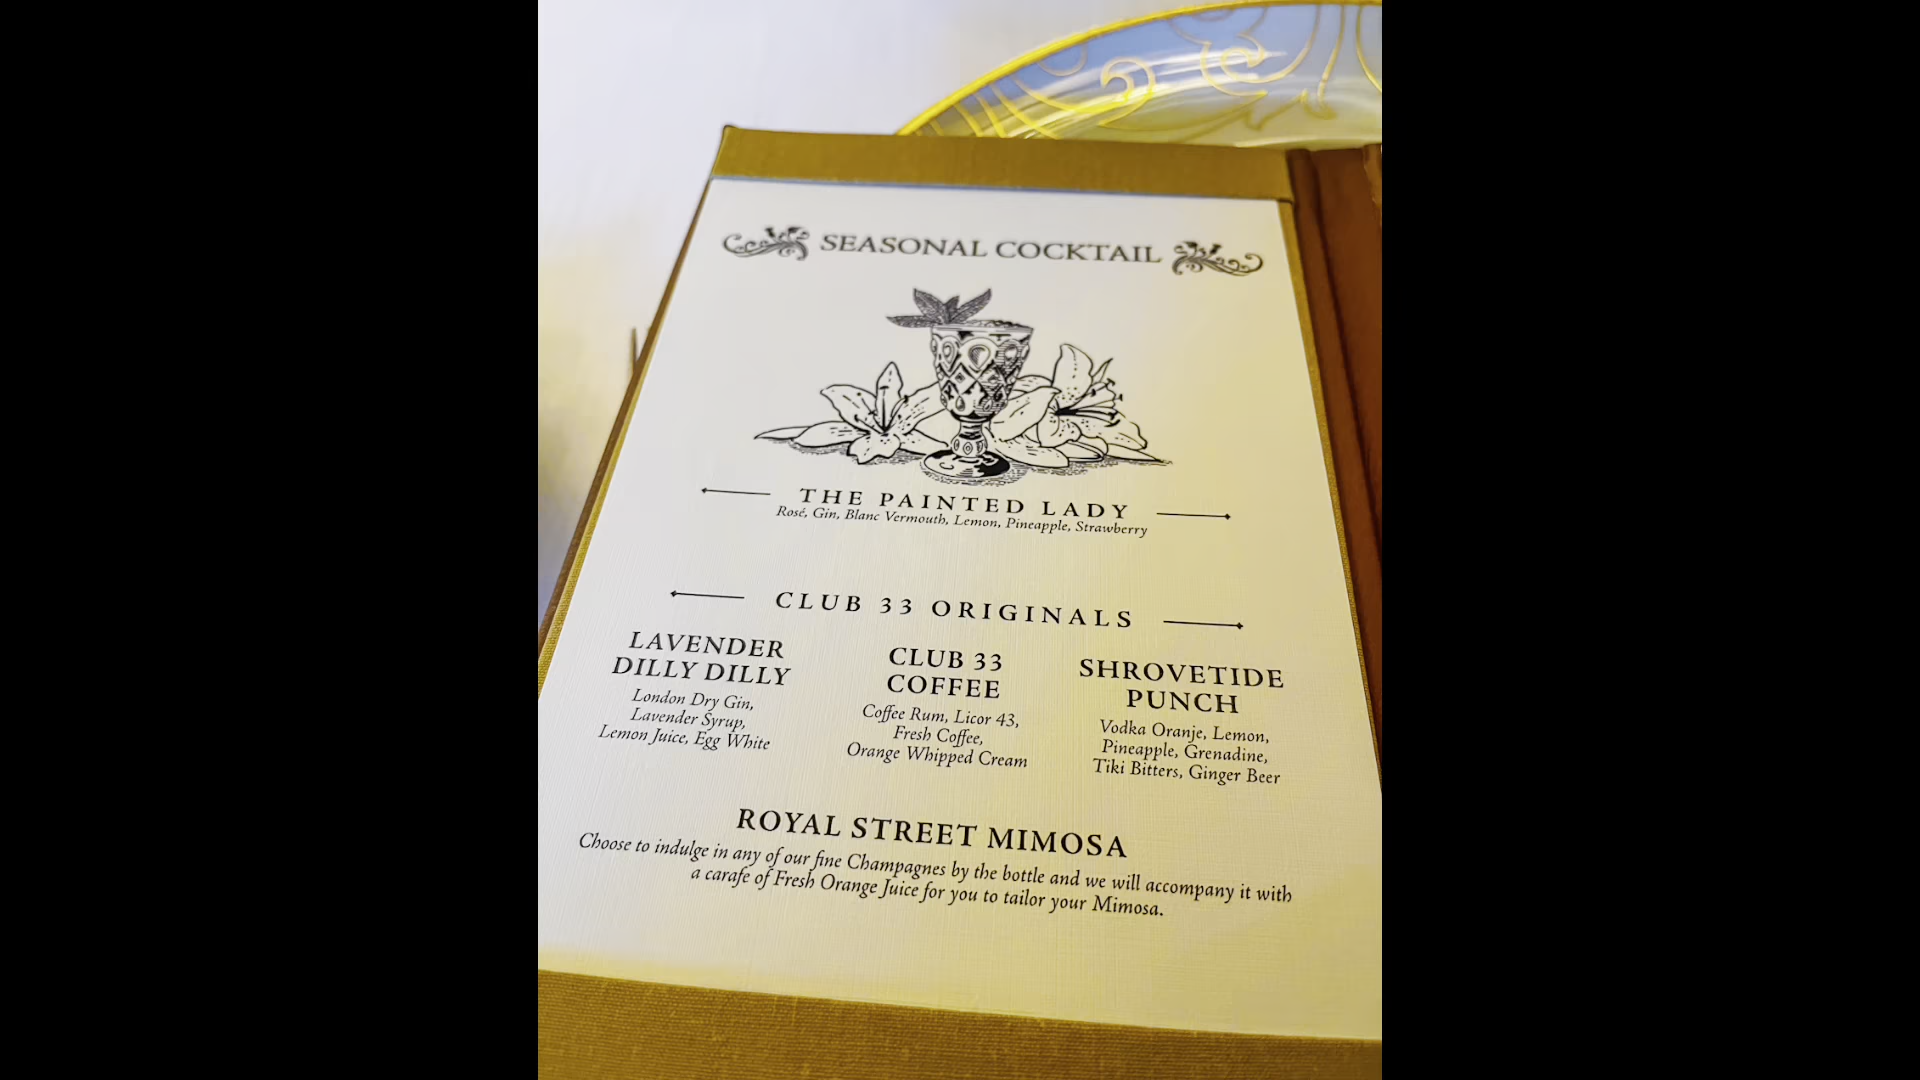 SEASONAL COCKTAIL
THE PAINTED LADY
Rosé, Gin, Blanc Vermouth, Lemon, Pineapple, Strawberry
CLUB 33 ORIGINALS
LAVENDER
DILLY DILLY
London Dry Gin,
Lavender Syrup,
Lemon Juice, Egg White
CLUB 33
COFFEE
Coffee Rum, Licor 43,
Fresh Coffee,
Orange Whipped Cream
SHROVETIDE
PUNCH
Vodka Oranje, Lemon,
Pineapple, Grenadine,
Tiki Bitters, Ginger Beer
ROYAL STREET MIMOSA
Choose to indulge in any of our fine Champagnes by the bottle and we will accompany it with
a carafe of Fresh Orange Juice for you to tailor your Mimosa.